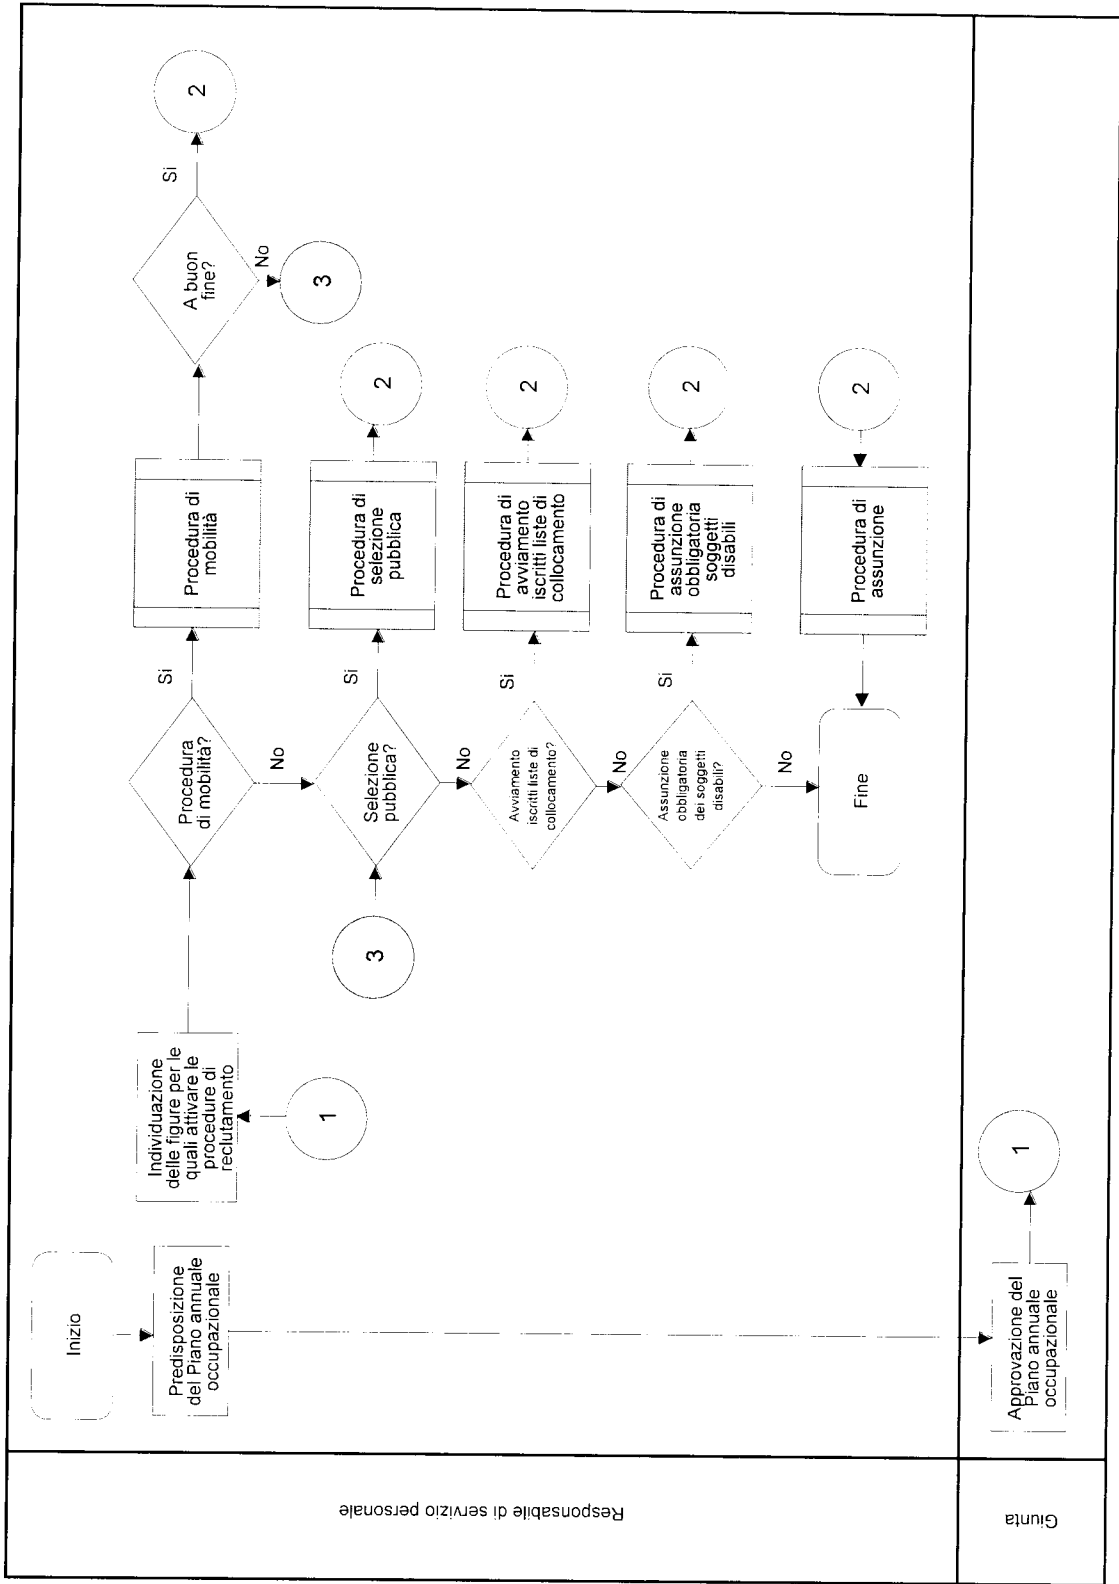 Responsabile di servizio personale
Inizio
Predisposizione
del Piano annuale
occupazionale
Individuazione
delle figure per le
quali attivare le
procedure di
reclutamento
1
Procedura
di mobilità?
Si
No
Procedura di
mobilità
A buon
fine?
Si
No
2
3
3
Selezione
pubblica?
Si
No
Procedura di
selezione
pubblica
2
Avviamento
iscritti liste di
collocamento?
Si
No
Procedura di
avviamento
iscritti liste di
collocamento
2
Assunzione
obbligatoria
dei soggetti
disabili?
Si
No
Procedura di
assunzione
obbligatoria
soggetti
disabili
2
Fine
Procedura di
assunzione
2
Giunta
Approvazione del
Piano annuale
occupazionale
1